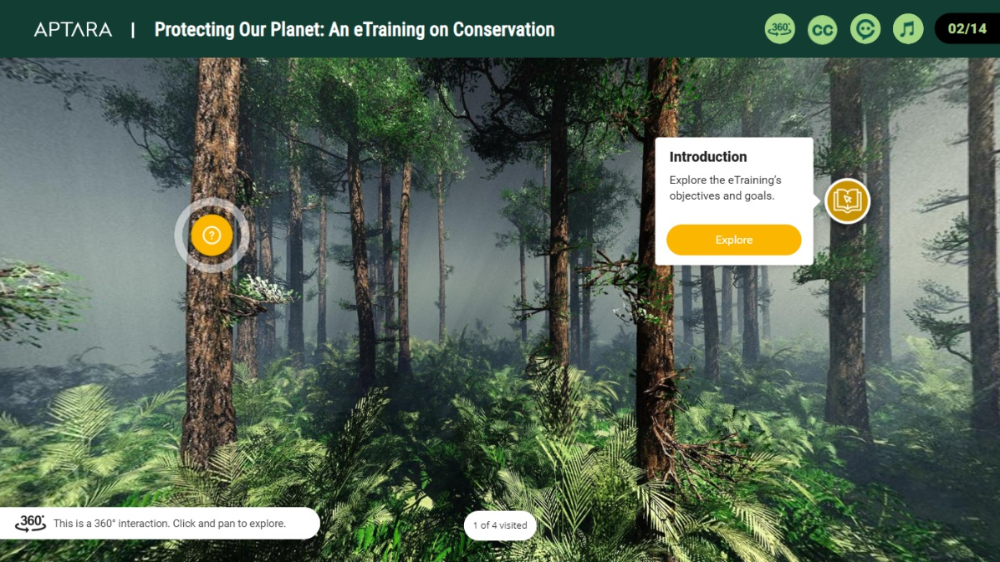 APTARA | Protecting Our Planet: An eTraining on Conservation
360°
CC
02/14
Introduction
Explore the eTraining's
objectives and goals.
?
Explore
360° This is a 360° interaction. Click and pan to explore.
1 of 4 visited